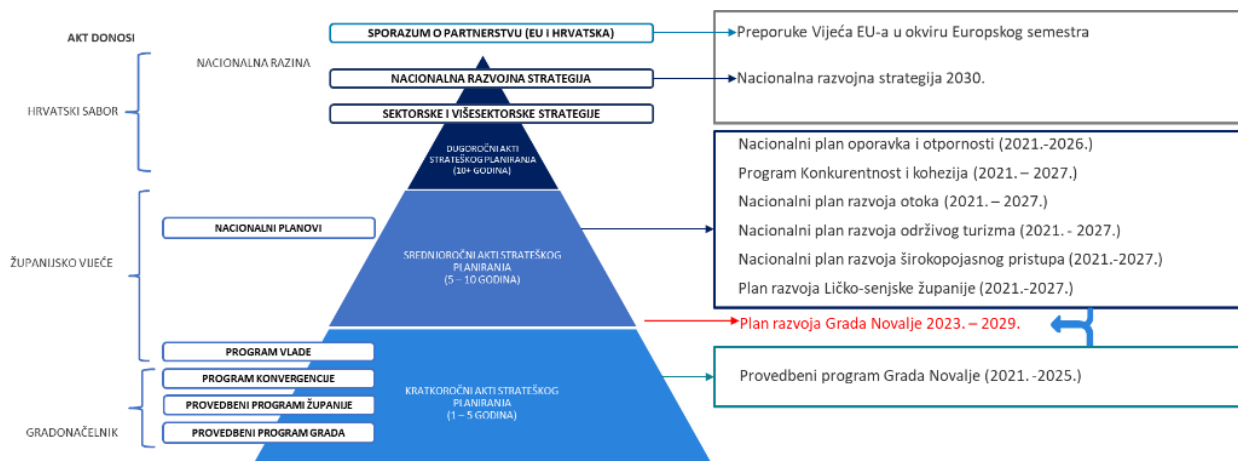 AKT DONOSI
NACIONALNA RAZINA
HRVATSKI SABOR
ŽUPANIJSKO VIJEĆE
GRADONAČELNIK
SPORAZUM O PARTNERSTVU (EU I HRVATSKA)
NACIONALNA RAZVOJNA STRATEGIJA
SEKTORSKE I VIŠESEKTORSKE STRATEGIJE
DUGOROČNI AKTI
STRATEŠKOG PLANIRANJA
(10+ GODINA)
NACIONALNI PLANOVI
SREDNJOROČNI AKTI STRATEŠKOG
PLANIRANJA
(5 – 10 GODINA)
PROGRAM VLADE
PROGRAM KONVERGENCIJE
PROVEDBENI PROGRAMI ŽUPANIJE
PROVEDBENI PROGRAM GRADA
KRATKOROČNI AKTI STRATEŠKOG
PLANIRANJA
(1 – 5 GODINA)
Preporuke Vijeća EU-a u okviru Europskog semestra
Nacionalna razvojna strategija 2030.
Nacionalni plan oporavka i otpornosti (2021.-2026.)
Program Konkurentnost i kohezija (2021. – 2027.)
Nacionalni plan razvoja otoka (2021. – 2027.)
Nacionalni plan razvoja održivog turizma (2021. - 2027.)
Nacionalni plan razvoja širokopojasnog pristupa (2021.-2027.)
Plan razvoja Ličko-senjske županije (2021.-2027.)
Plan razvoja Grada Novalje 2023. – 2029.
Provedbeni program Grada Novalje (2021. -2025.)